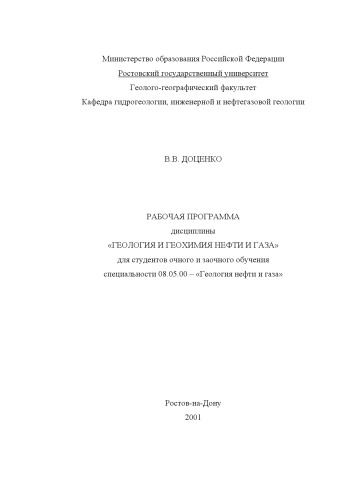 Министерство образования Российской Федерации
Ростовский государственный университет
Геолого-географический факультет
Кафедра гидрогеологии, инженерной и нефтегазовой геологии
В.В. ДОЦЕНКО
РАБОЧАЯ ПРОГРАММА
дисциплины
«ГЕОЛОГИЯ И ГЕОХИМИЯ НЕФТИ И ГАЗА»
для студентов очного и заочного обучения
специальности 08.05.00 – «Геология нефти и газа»
Ростов-на-Дону
2001